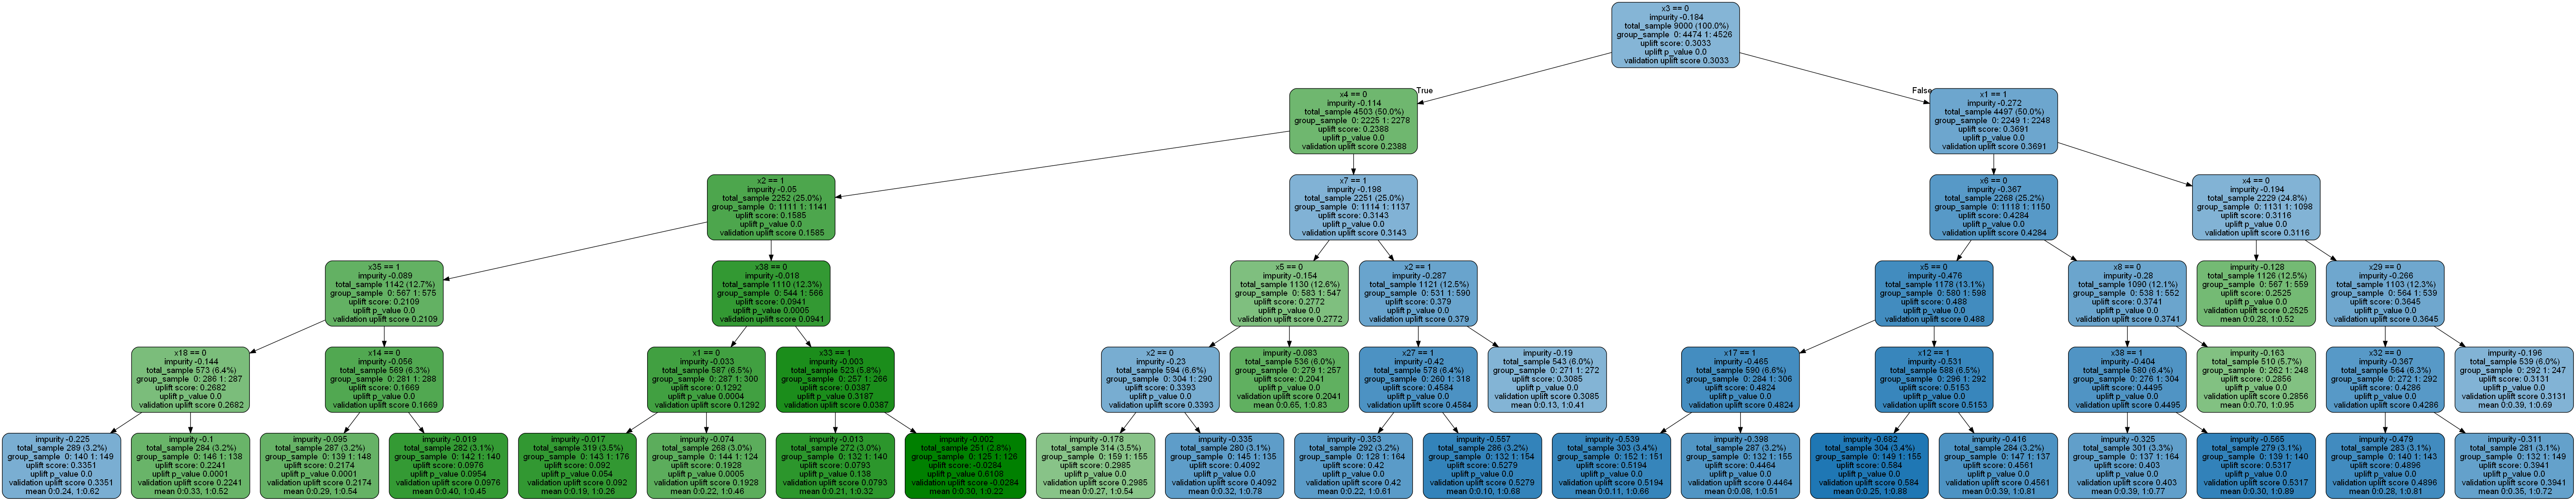 x3 == 0
impurity -0.184
total_sample 9000 (100.0%)
group_sample 0: 4474 1: 4526
uplift score: 0.3033
uplift p_value 0.0
validation uplift score 0.3033
True
False
x4 == 0
impurity -0.114
total_sample 4503 (50.0%)
group_sample 0: 2225 1: 2278
uplift score: 0.2388
uplift p_value 0.0
validation uplift score 0.2388
x1 == 1
impurity -0.272
total_sample 4497 (50.0%)
group_sample 0: 2249 1: 2248
uplift score: 0.3691
uplift p_value 0.0
validation uplift score 0.3691
x2 == 1
impurity -0.05
total_sample 2252 (25.0%)
group_sample 0: 1111 1: 1141
uplift score: 0.1585
uplift p_value 0.0
validation uplift score 0.1585
x7 == 1
impurity -0.198
total_sample 2251 (25.0%)
group_sample 0: 1114 1: 1137
uplift score: 0.3143
uplift p_value 0.0
validation uplift score 0.3143
x6 == 0
impurity -0.367
total_sample 2268 (25.2%)
group_sample 0: 1118 1: 1150
uplift score: 0.4284
uplift p_value 0.0
validation uplift score 0.4284
x4 == 0
impurity -0.194
total_sample 2229 (24.8%)
group_sample 0: 1131 1: 1098
uplift score: 0.3116
uplift p_value 0.0
validation uplift score 0.3116
x35 == 1
impurity -0.089
total_sample 1142 (12.7%)
group_sample 0: 567 1: 575
uplift score: 0.2109
uplift p_value 0.0
validation uplift score 0.2109
x38 == 0
impurity -0.018
total_sample 1110 (12.3%)
group_sample 0: 544 1: 566
uplift score: 0.0941
uplift p_value 0.0005
validation uplift score 0.0941
x5 == 0
impurity -0.154
total_sample 1130 (12.6%)
group_sample 0: 583 1: 547
uplift score: 0.2772
uplift p_value 0.0
validation uplift score 0.2772
x2 == 1
impurity -0.287
total_sample 1121 (12.5%)
group_sample 0: 531 1: 590
uplift score: 0.379
uplift p_value 0.0
validation uplift score 0.379
x5 == 0
impurity -0.476
total_sample 1178 (13.1%)
group_sample 0: 580 1: 598
uplift score: 0.488
uplift p_value 0.0
validation uplift score 0.488
x8 == 0
impurity -0.28
total_sample 1090 (12.1%)
group_sample 0: 538 1: 552
uplift score: 0.3741
uplift p_value 0.0
validation uplift score 0.3741
impurity -0.128
total_sample 1126 (12.5%)
group_sample 0: 567 1: 559
uplift score: 0.2525
uplift p_value 0.0
validation uplift score 0.2525
mean 0:0.28, 1:0.52
x29 == 0
impurity -0.266
total_sample 1103 (12.3%)
group_sample 0: 564 1: 539
uplift score: 0.3645
uplift p_value 0.0
validation uplift score 0.3645
x18 == 0
impurity -0.144
total_sample 573 (6.4%)
group_sample 0: 286 1: 287
uplift score: 0.2682
uplift p_value 0.0
validation uplift score 0.2682
x14 == 0
impurity -0.056
total_sample 569 (6.3%)
group_sample 0: 281 1: 288
uplift score: 0.1669
uplift p_value 0.0
validation uplift score 0.1669
x1 == 0
impurity -0.033
total_sample 587 (6.5%)
group_sample 0: 287 1: 300
uplift score: 0.1292
uplift p_value 0.0004
validation uplift score 0.1292
x33 == 1
impurity -0.003
total_sample 523 (5.8%)
group_sample 0: 257 1: 266
uplift score: 0.0387
uplift p_value 0.3187
validation uplift score 0.0387
x2 == 0
impurity -0.23
total_sample 594 (6.6%)
group_sample 0: 304 1: 290
uplift score: 0.3393
uplift p_value 0.0
validation uplift score 0.3393
impurity -0.083
total_sample 536 (6.0%)
group_sample 0: 279 1: 257
uplift score: 0.2041
uplift p_value 0.0
validation uplift score 0.2041
mean 0:0.65, 1:0.83
x27 == 1
impurity -0.42
total_sample 578 (6.4%)
group_sample 0: 260 1: 318
uplift score: 0.4584
uplift p_value 0.0
validation uplift score 0.4584
impurity -0.19
total_sample 543 (6.0%)
group_sample 0: 271 1: 272
uplift score: 0.3085
uplift p_value 0.0
validation uplift score 0.3085
mean 0:0.13, 1:0.41
x17 == 1
impurity -0.465
total_sample 590 (6.6%)
group_sample 0: 284 1: 306
uplift score: 0.4824
uplift p_value 0.0
validation uplift score 0.4824
x12 == 1
impurity -0.531
total_sample 588 (6.5%)
group_sample 0: 296 1: 292
uplift score: 0.5153
uplift p_value 0.0
validation uplift score 0.5153
x38 == 1
impurity -0.404
total_sample 580 (6.4%)
group_sample 0: 276 1: 304
uplift score: 0.4495
uplift p_value 0.0
validation uplift score 0.4495
impurity -0.163
total_sample 510 (5.7%)
group_sample 0: 262 1: 248
uplift score: 0.2856
uplift p_value 0.0
validation uplift score 0.2856
mean 0:0.70, 1:0.95
x32 == 0
impurity -0.367
total_sample 564 (6.3%)
group_sample 0: 272 1: 292
uplift score: 0.4286
uplift p_value 0.0
validation uplift score 0.4286
impurity -0.196
total_sample 539 (6.0%)
group_sample 0: 292 1: 247
uplift score: 0.3131
uplift p_value 0.0
validation uplift score 0.3131
mean 0:0.39, 1:0.69
impurity -0.225
total_sample 289 (3.2%)
group_sample 0: 140 1: 149
uplift score: 0.3351
uplift p_value 0.0
validation uplift score 0.3351
mean 0:0.24, 1:0.62
impurity -0.1
total_sample 284 (3.2%)
group_sample 0: 146 1: 138
uplift score: 0.2241
uplift p_value 0.0001
validation uplift score 0.2241
mean 0:0.33, 1:0.52
impurity -0.095
total_sample 287 (3.2%)
group_sample 0: 139 1: 148
uplift score: 0.2174
uplift p_value 0.0001
validation uplift score 0.2174
mean 0:0.29, 1:0.54
impurity -0.019
total_sample 282 (3.1%)
group_sample 0: 142 1: 140
uplift score: 0.0976
uplift p_value 0.0954
validation uplift score 0.0976
mean 0:0.40, 1:0.45
impurity -0.017
total_sample 319 (3.5%)
group_sample 0: 143 1: 176
uplift score: 0.092
uplift p_value 0.054
validation uplift score 0.092
mean 0:0.19, 1:0.26
impurity -0.074
total_sample 268 (3.0%)
group_sample 0: 144 1: 124
uplift score: 0.1928
uplift p_value 0.0005
validation uplift score 0.1928
mean 0:0.22, 1:0.46
impurity -0.013
total_sample 272 (3.0%)
group_sample 0: 132 1: 140
uplift score: 0.0793
uplift p_value 0.138
validation uplift score 0.0793
mean 0:0.21, 1:0.32
impurity -0.002
total_sample 251 (2.8%)
group_sample 0: 125 1: 126
uplift score: -0.0284
uplift p_value -0.6108
validation uplift score -0.0284
mean 0:0.30, 1:0.22
impurity -0.178
total_sample 314 (3.5%)
group_sample 0: 159 1: 155
uplift score: 0.2985
uplift p_value 0.0
validation uplift score 0.2985
mean 0:0.27, 1:0.54
impurity -0.335
total_sample 280 (3.1%)
group_sample 0: 145 1: 135
uplift score: 0.4092
uplift p_value 0.0
validation uplift score 0.4092
mean 0:0.32, 1:0.78
impurity -0.353
total_sample 292 (3.2%)
group_sample 0: 128 1: 164
uplift score: 0.42
uplift p_value 0.0
validation uplift score 0.42
mean 0:0.22, 1:0.61
impurity -0.557
total_sample 286 (3.2%)
group_sample 0: 132 1: 154
uplift score: 0.5279
uplift p_value 0.0
validation uplift score 0.5279
mean 0:0.10, 1:0.68
impurity -0.539
total_sample 303 (3.4%)
group_sample 0: 152 1: 151
uplift score: 0.5194
uplift p_value 0.0
validation uplift score 0.5194
mean 0:0.11, 1:0.66
impurity -0.398
total_sample 287 (3.2%)
group_sample 0: 132 1: 155
uplift score: 0.4464
uplift p_value 0.0
validation uplift score 0.4464
mean 0:0.08, 1:0.51
impurity -0.682
total_sample 304 (3.4%)
group_sample 0: 149 1: 155
uplift score: 0.584
uplift p_value 0.0
validation uplift score 0.584
mean 0:0.25, 1:0.88
impurity -0.416
total_sample 284 (3.2%)
group_sample 0: 147 1: 137
uplift score: 0.4561
uplift p_value 0.0
validation uplift score 0.4561
mean 0:0.39, 1:0.81
impurity -0.325
total_sample 301 (3.3%)
group_sample 0: 137 1: 164
uplift score: 0.403
uplift p_value 0.0
validation uplift score 0.403
mean 0:0.39, 1:0.77
impurity -0.565
total_sample 279 (3.1%)
group_sample 0: 139 1: 140
uplift score: 0.5317
uplift p_value 0.0
validation uplift score 0.5317
mean 0:0.30, 1:0.89
impurity -0.479
total_sample 283 (3.1%)
group_sample 0: 140 1: 143
uplift score: 0.4896
uplift p_value 0.0
validation uplift score 0.4896
mean 0:0.28, 1:0.81
impurity -0.311
total_sample 281 (3.1%)
group_sample 0: 132 1: 149
uplift score: 0.3941
uplift p_value 0.0
validation uplift score 0.3941
mean 0:0.35, 1:0.72